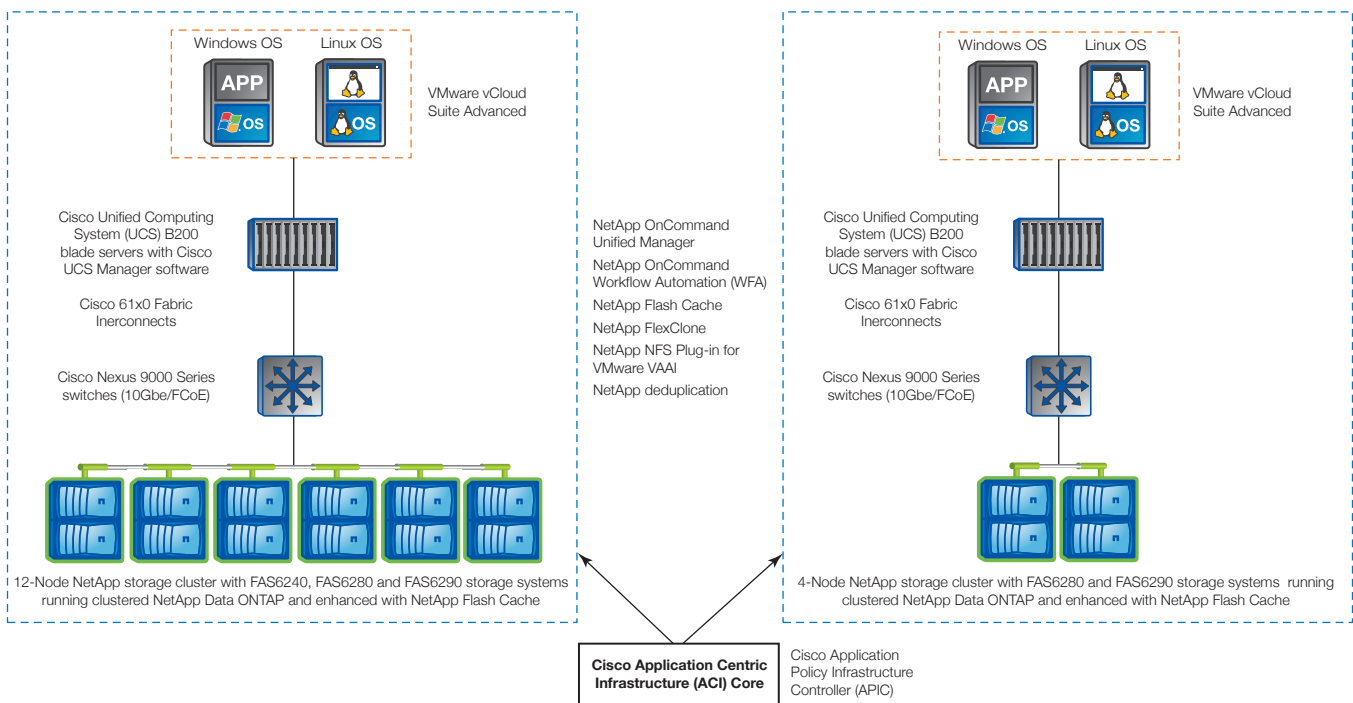 Windows OS
Linux OS
APP
OS
OS
VMware vCloud
Suite Advanced
Cisco Unified Computing
System (UCS) B200
blade servers with Cisco
UCS Manager software
Cisco 61x0 Fabric
Inerconnects
Cisco Nexus 9000 Series
switches (10Gbe/FCoE)
12-Node NetApp storage cluster with FAS6240, FAS6280 and FAS6290 storage systems
running clustered NetApp Data ONTAP and enhanced with NetApp Flash Cache
NetApp OnCommand
Unified Manager
NetApp OnCommand
Workflow Automation (WFA)
NetApp Flash Cache
NetApp FlexClone
NetApp NFS Plug-in for
VMware VAAI
NetApp deduplication
Windows OS
Linux OS
APP
OS
OS
VMware vCloud
Suite Advanced
Cisco Unified Computing
System (UCS) B200
blade servers with Cisco
UCS Manager software
Cisco 61x0 Fabric
Inerconnects
Cisco Nexus 9000 Series
switches (10Gbe/FCoE)
4-Node NetApp storage cluster with FAS6280 and FAS6290 storage systems running
clustered NetApp Data ONTAP and enhanced with NetApp Flash Cache
Cisco Application Centric
Infrastructure (ACI) Core
Cisco Application
Policy Infrastructure
Controller (APIC)